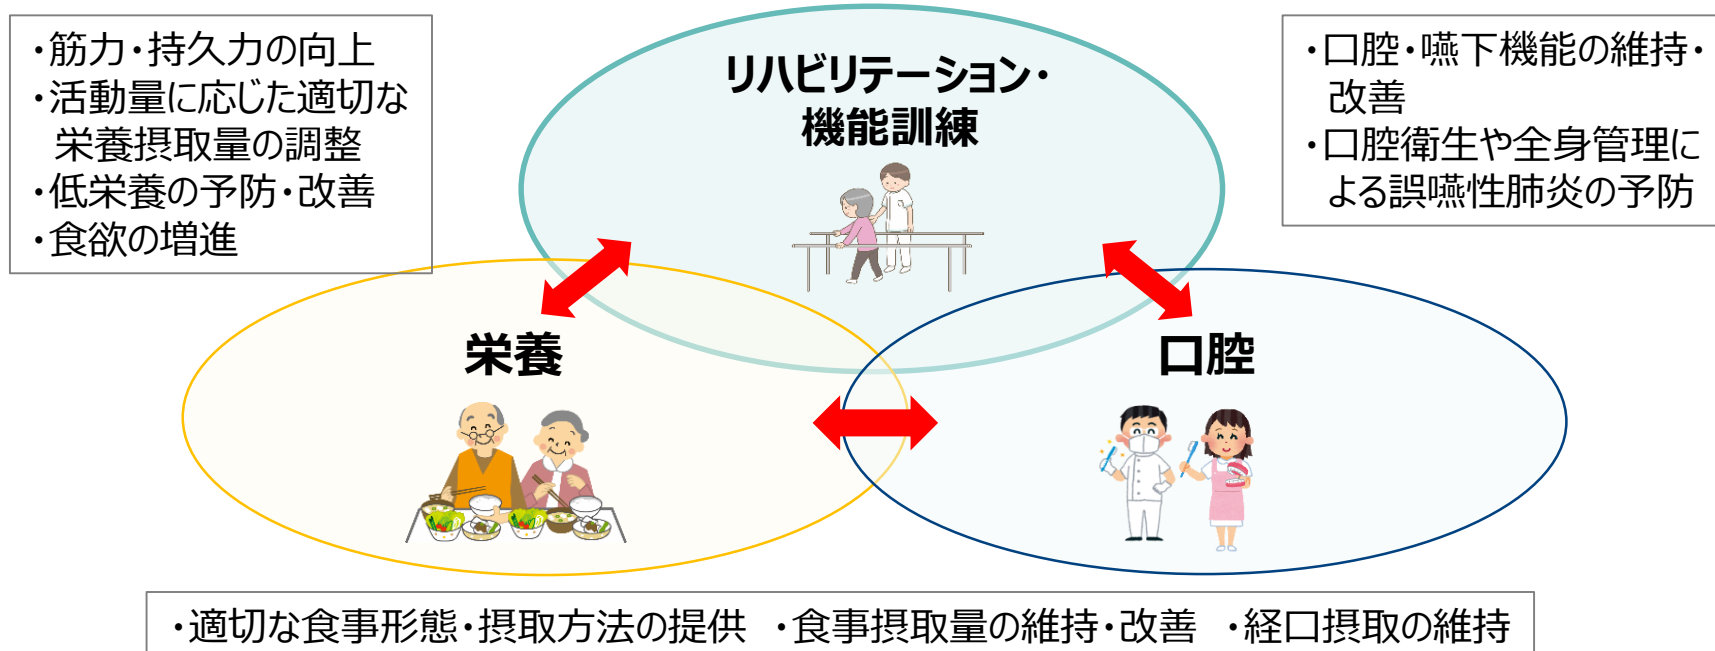 ・筋力・持久力の向上
・活動量に応じた適切な
栄養摂取量の調整
・低栄養の予防・改善
・食欲の増進
リハビリテーション・
機能訓練
・口腔・嚥下機能の維持・
改善
・口腔衛生や全身管理に
よる誤嚥性肺炎の予防
栄養
口腔
・適切な食事形態・摂取方法の提供 ・食事摂取量の維持・改善 ・経口摂取の維持